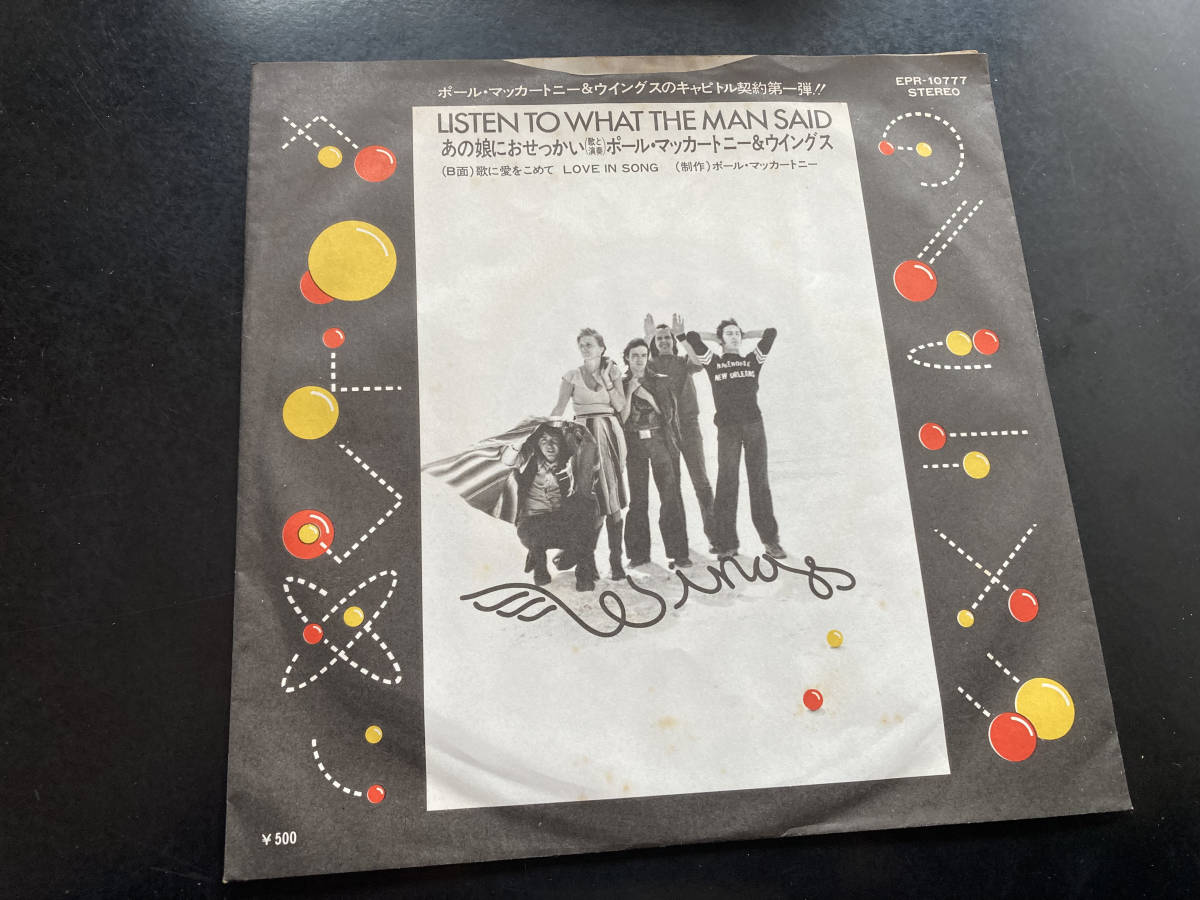 ポール・マッカートニー&ウイングスのキャピトル契約第一弾!!
EPR-10777
STEREO
LISTEN TO WHAT THE MAN SAID
あの娘におせっかい(歌と演奏)ポール・マッカートニー&ウイングス
(B面)歌に愛をこめて LOVE IN SONG (制作)ポール・マッカートニー
NEW ORLEANS
Wings
¥500